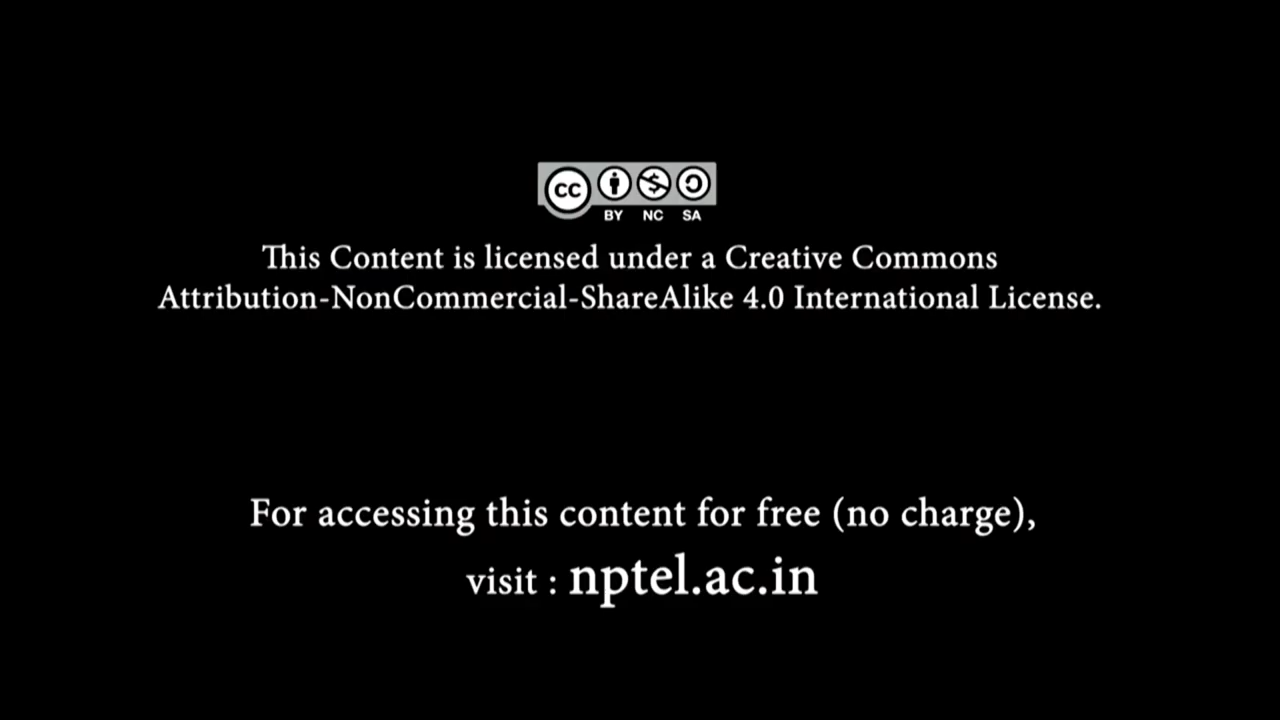 cc
BY NC SA
This Content is licensed under a Creative Commons
Attribution-NonCommercial-ShareAlike 4.0 International License.
For accessing this content for free (no charge),
visit : nptel.ac.in